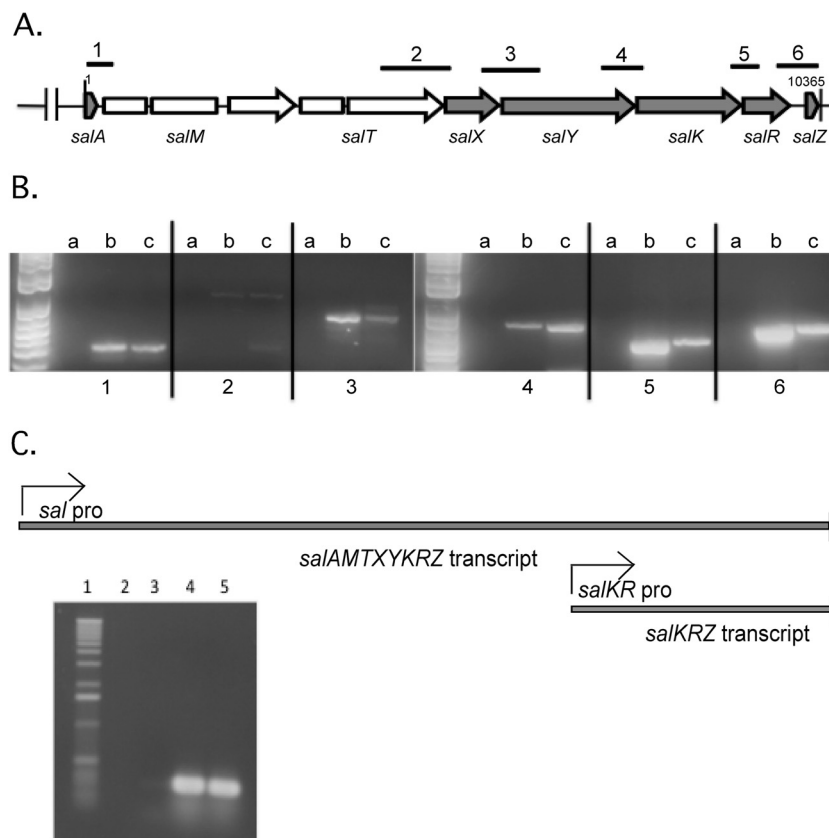 A.
1 2 3 4 5 6
1 10365
salA salM salT salX salY salK salR salZ
B.
a b c a b c a b c a b c a b c a b c
1 2 3 4 5 6
C.
sal pro
salAMTXYKRZ transcript
salKR pro
salKRZ transcript
1 2 3 4 5